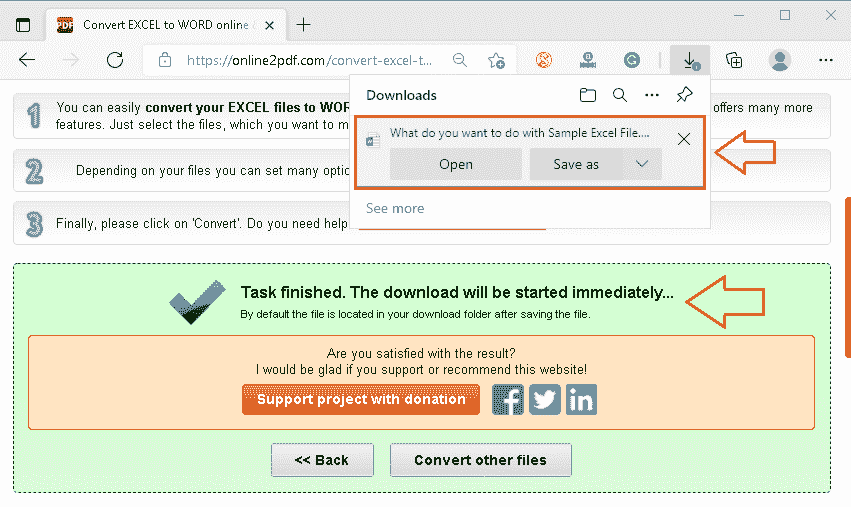 PDF Convert EXCEL to WORD online &
https://online2pdf.com/convert-excel-t...
Downloads
What do you want to do with Sample Excel File....
Open
Save as
See more
1 You can easily convert your EXCEL files to WOR offers many more
features. Just select the files, which you want to m
2 Depending on your files you can set many optio
3 Finally, please click on 'Convert'. Do you need help
Task finished. The download will be started immediately...
By default the file is located in your download folder after saving the file.
Are you satisfied with the result?
I would be glad if you support or recommend this website!
Support project with donation
<< Back
Convert other files